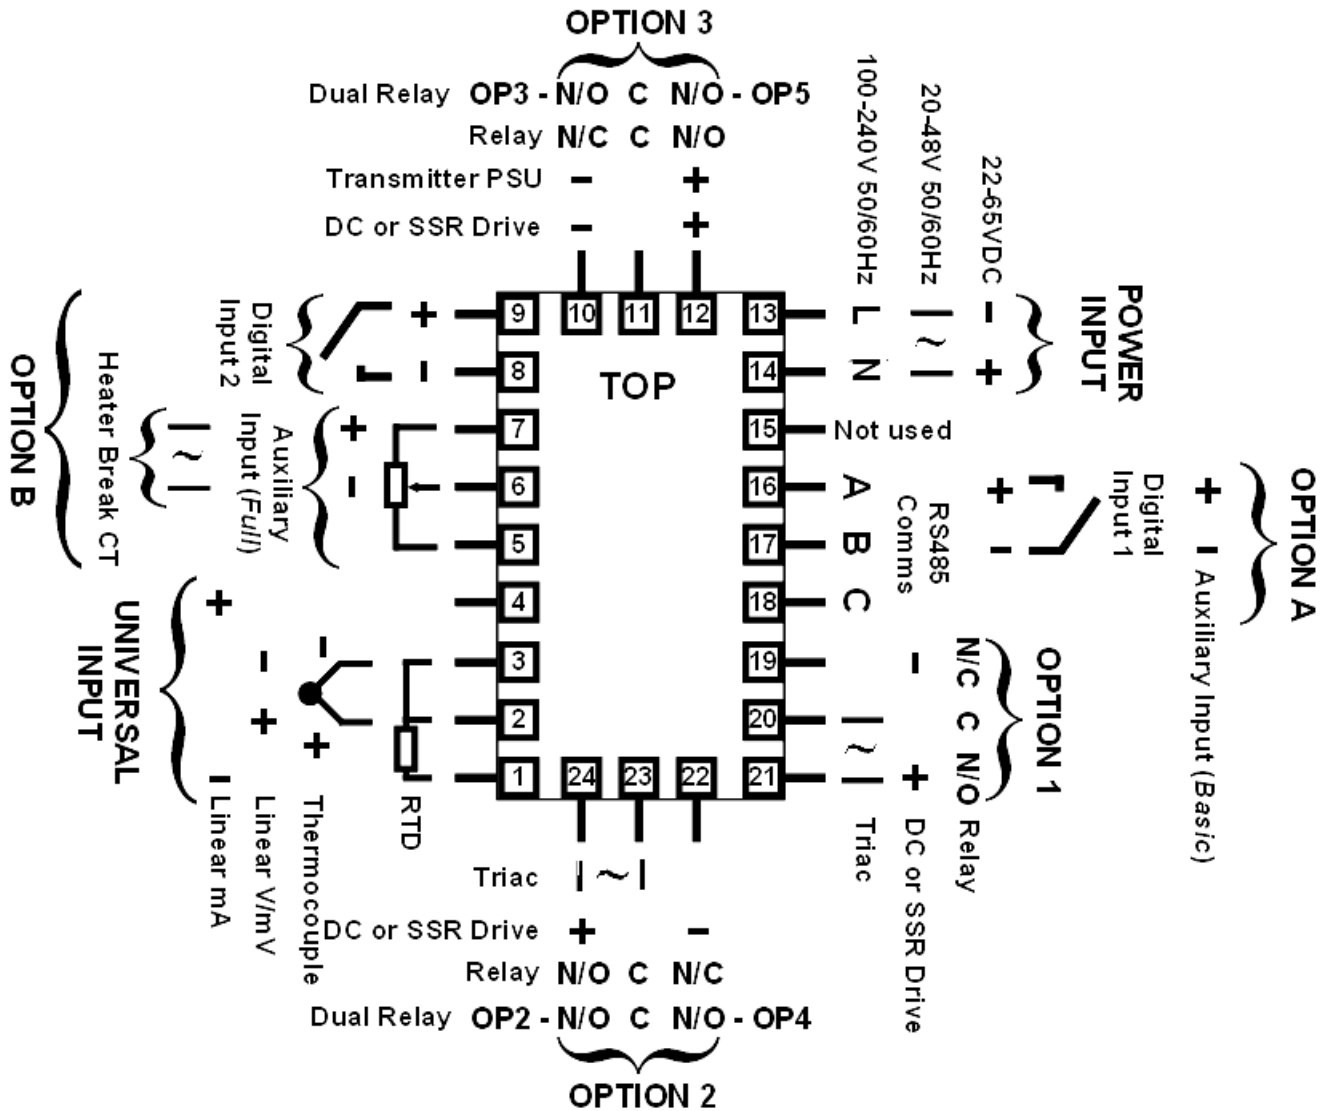 OPTION 3
Dual Relay OP3 - N/O C N/O - OP5
Relay N/C C N/O
Transmitter PSU - +
DC or SSR Drive - +
100-240V 50/60Hz
20-48V 50/60Hz
22-65VDC
L
N
~
-
+
POWER
INPUT
OPTION B
Digital
Input 2
+
-
Heater Break CT
~
Auxiliary
Input (Full)
+
-
9
8
7
6
5
4
3
2
1
10 11 12
TOP
13
14
15
16
17
18
19
20
21
24 23 22
Not used
A
B
C
RS485
Comms
+
-
Digital
Input 1
+
-
Auxiliary Input (Basic)
OPTION A
OPTION 1
N/C C N/O Relay
- + DC or SSR Drive
~ Triac
UNIVERSAL
INPUT
+ - Linear mA
- + Linear V/mV
- + Thermocouple
RTD
Triac ~
DC or SSR Drive + -
Relay N/O C N/C
Dual Relay OP2 - N/O C N/O - OP4
OPTION 2